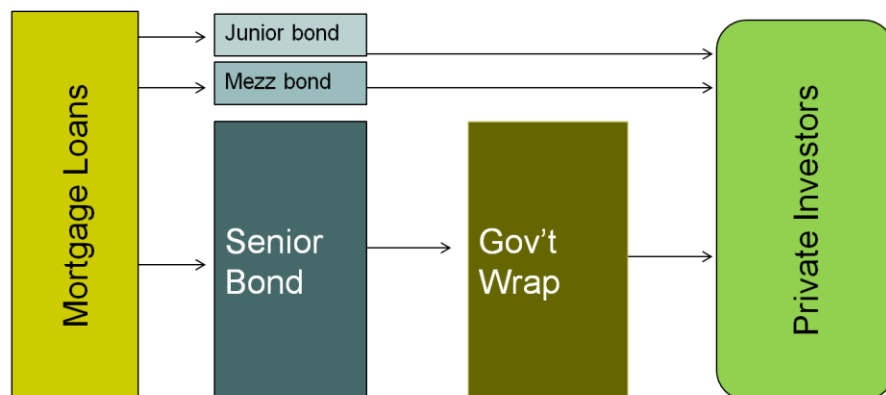 Mortgage Loans
Junior bond
Mezz bond
Senior
Bond
Gov't
Wrap
Private Investors